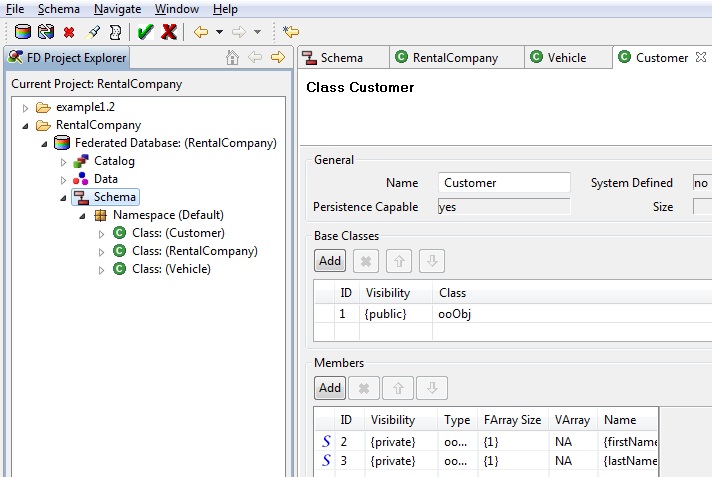 File Schema Navigate Window Help
FD Project Explorer
Current Project: RentalCompany
example1.2
RentalCompany
Federated Database: (RentalCompany)
Catalog
Data
Schema
Namespace (Default)
Class: (Customer)
Class: (RentalCompany)
Class: (Vehicle)
Schema RentalCompany Vehicle Customer
Class Customer
General
Name Customer System Defined no
Persistence Capable yes Size
Base Classes
Add
ID Visibility Class
1 {public} ooObj
Members
Add
ID Visibility Type FArray Size VArray Name
S 2 {private} oo... {1} NA {firstName
S 3 {private} oo... {1} NA {lastName